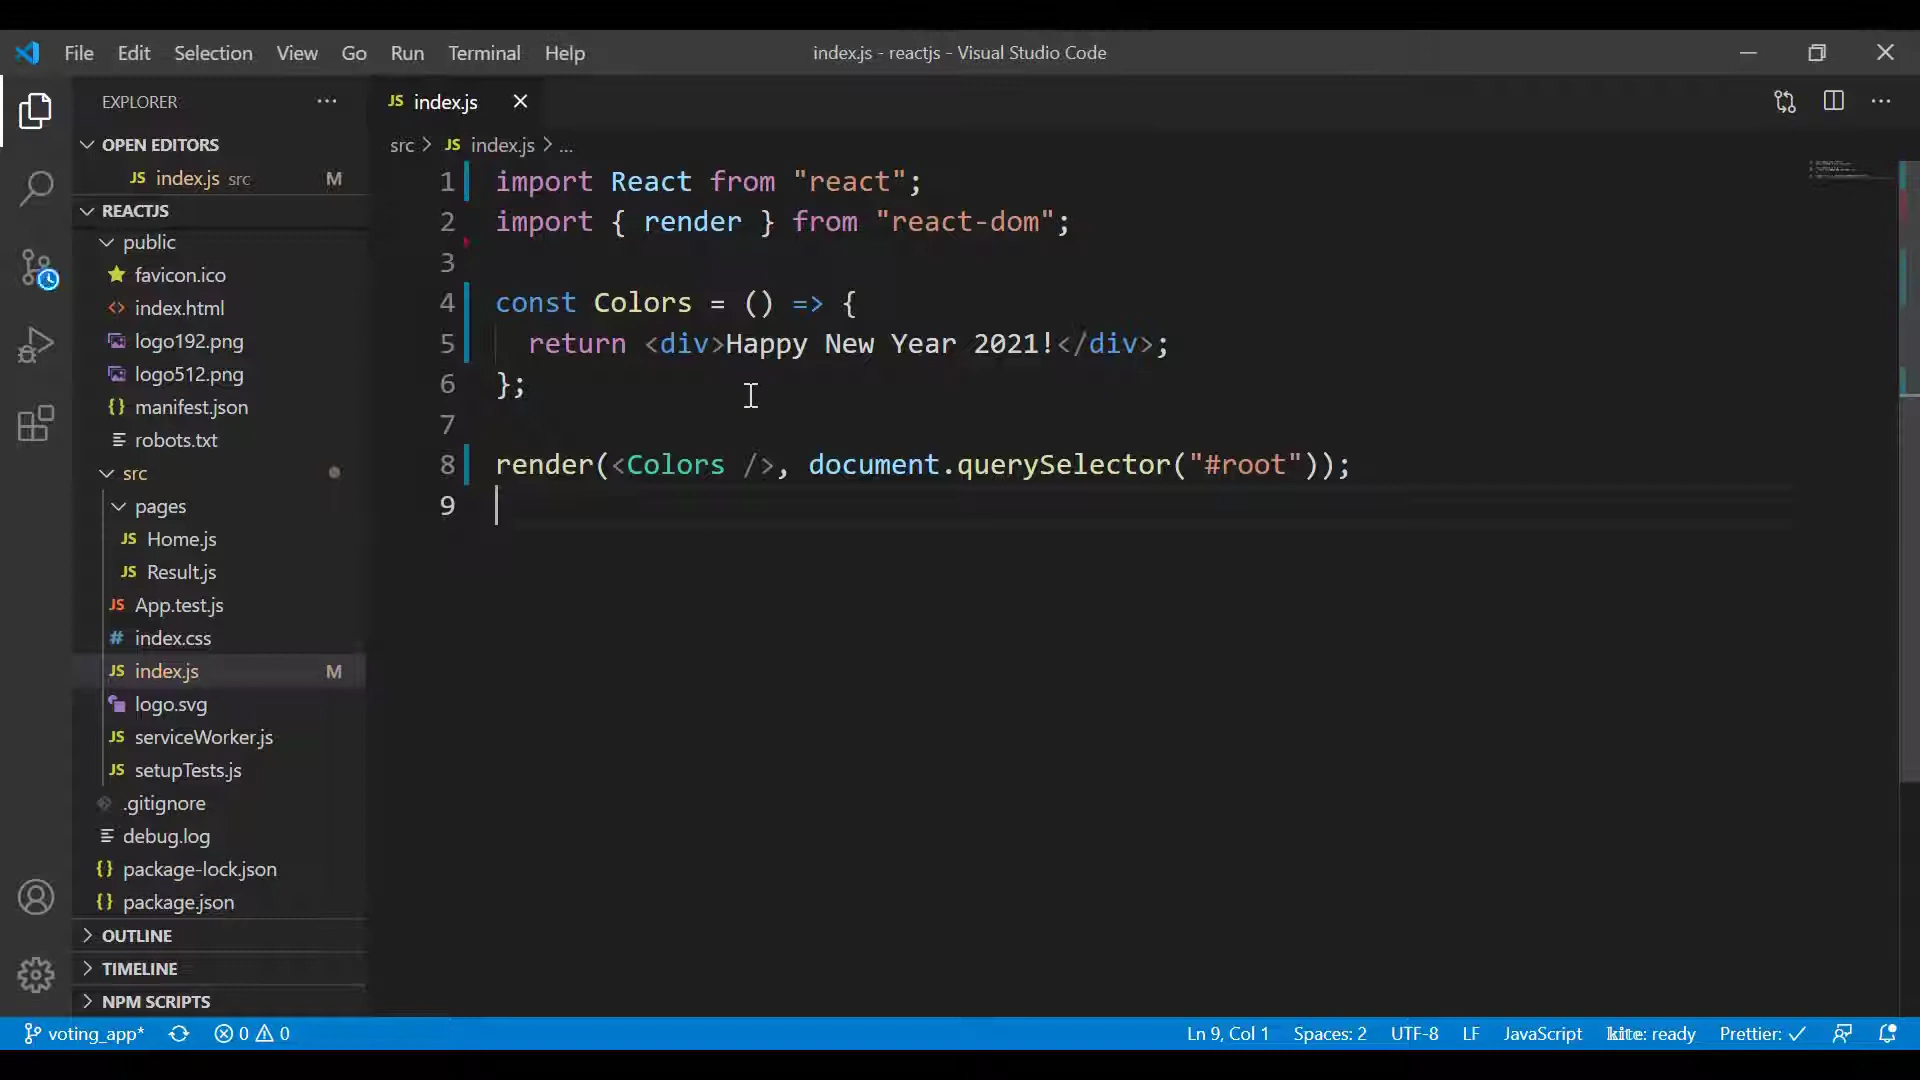 File Edit Selection View Go Run Terminal Help
index.js - reactjs - Visual Studio Code
EXPLORER
OPEN EDITORS
JS index.js src M
REACTJS
public
favicon.ico
<> index.html
logo192.png
logo512.png
{} manifest.json
robots.txt
src
pages
JS Home.js
JS Result.js
JS App.test.js
# index.css
JS index.js M
logo.svg
JS serviceWorker.js
JS setupTests.js
.gitignore
debug.log
{} package-lock.json
{} package.json
OUTLINE
TIMELINE
NPM SCRIPTS
JS index.js
src > JS index.js > ...
1 import React from "react";
2 import { render } from "react-dom";
3
4 const Colors = () => {
5 return <div>Happy New Year 2021!</div>;
6 };
7
8 render(<Colors />, document.querySelector("#root"));
9
voting_app* 0 0
Ln 9, Col 1 Spaces: 2 UTF-8 LF JavaScript kite: ready Prettier: ✓